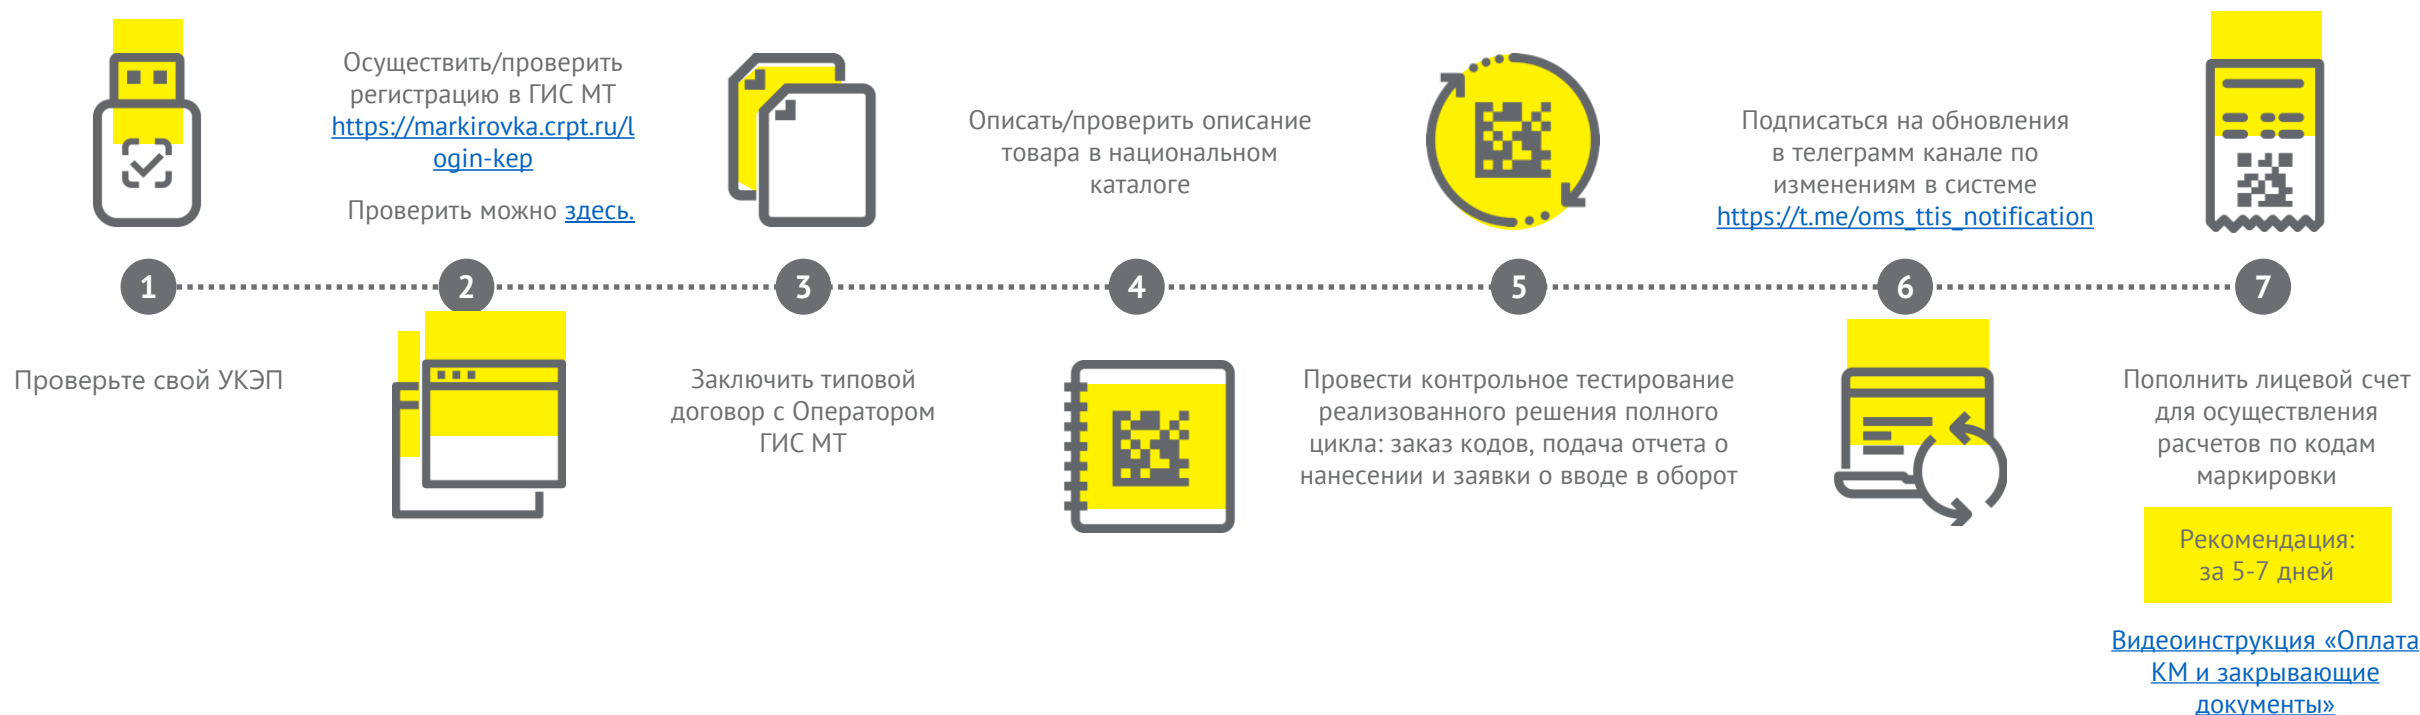 Осуществить/проверить
регистрацию в ГИС МТ
https://markirovka.crpt.ru/l
ogin-kep
Проверить можно здесь.
Описать/проверить описание
товара в национальном
каталоге
Подписаться на обновления
в телеграмм канале по
изменениям в системе
https://t.me/oms_ttis_notification
1
2
3
4
5
6
7
Проверьте свой УКЭП
Заключить типовой
договор с Оператором
ГИС МТ
Провести контрольное тестирование
реализованного решения полного
цикла: заказ кодов, подача отчета о
нанесении и заявки о вводе в оборот
Пополнить лицевой счет
для осуществления
расчетов по кодам
маркировки
Рекомендация:
за 5-7 дней
Видеоинструкция «Оплата
КМ и закрывающие
документы»